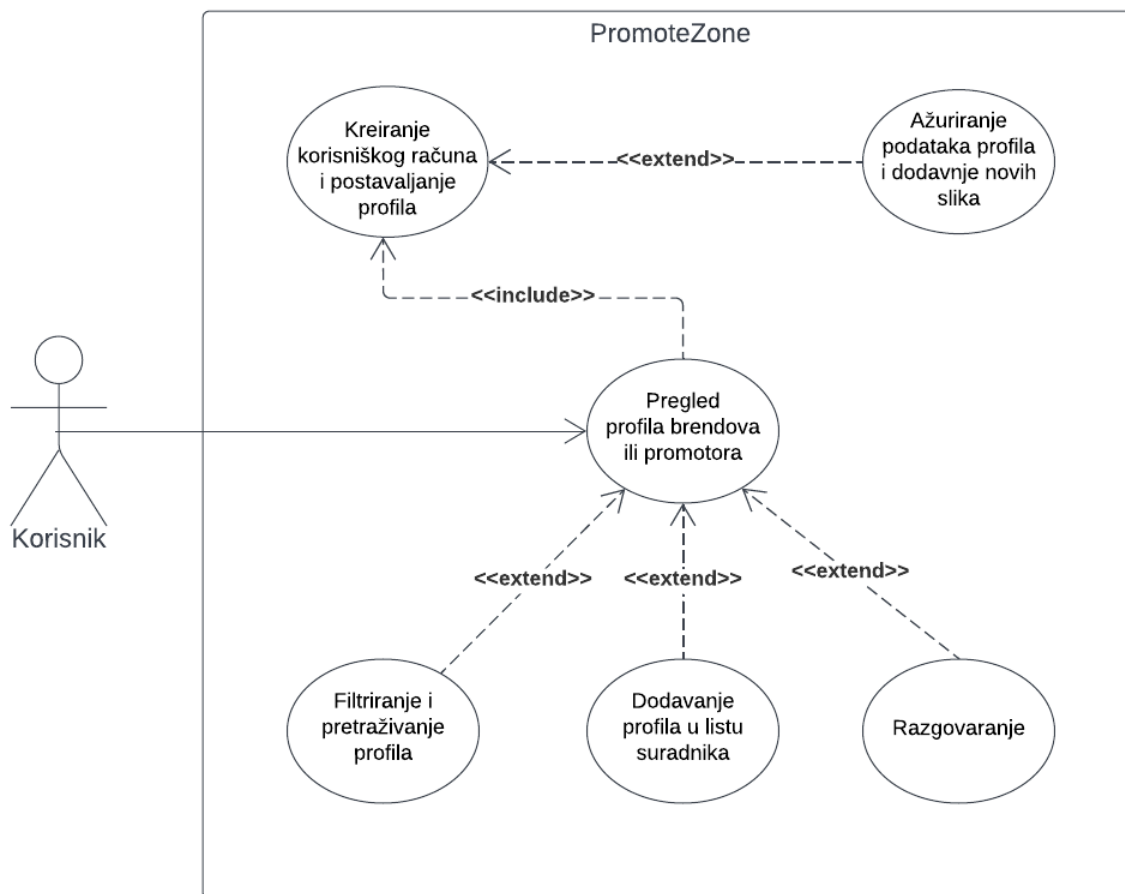 PromoteZone
Kreiranje
korisničkog računa
i postavaljanje
profila
<<extend>>
Ažuriranje
podataka profila
i dodavnje novih
slika
<<include>>
Pregled
profila brendova
ili promotora
Korisnik
<<extend>>
<<extend>>
<<extend>>
Filtriranje i
pretraživanje
profila
Dodavanje
profila u listu
suradnika
Razgovaranje